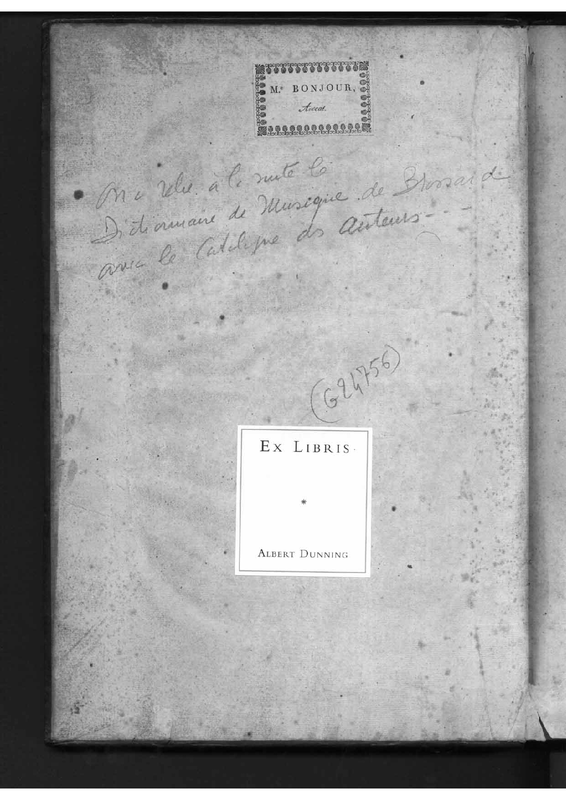 Mᵉ BONJOUR,
Avocat.
on a relié à la suite le
Dictionnaire de Musique de Brossard
avec le Catalogue des Auteurs ---
(G24756)
EX LIBRIS
ALBERT DUNNING